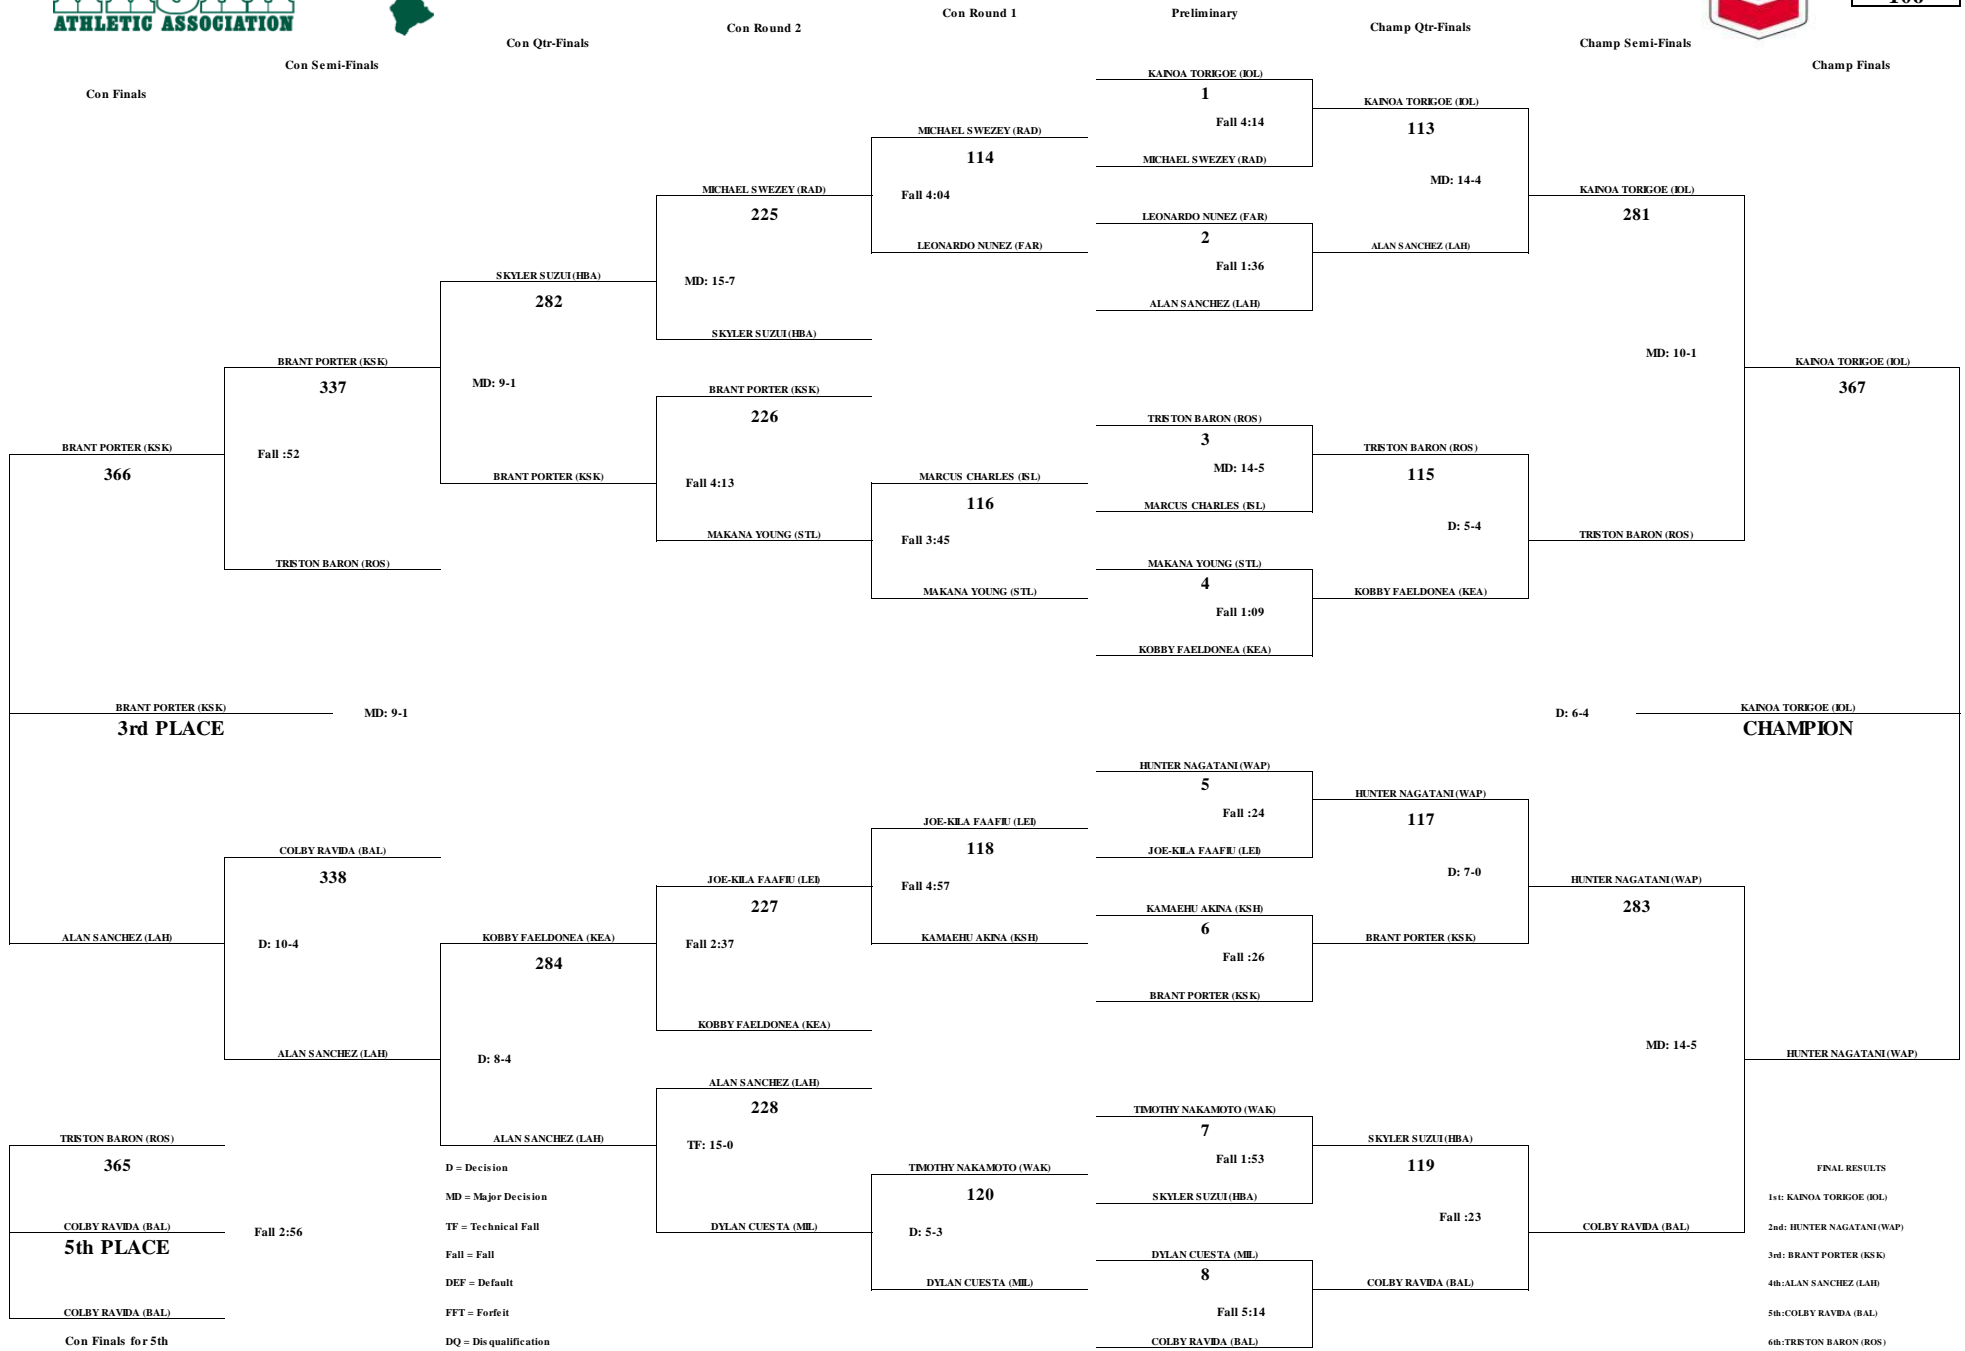 ATHLETIC ASSOCIATION
Con Finals
Con Semi-Finals
Con Qtr-Finals
Con Round 2
Con Round 1
Preliminary
Champ Qtr-Finals
Champ Semi-Finals
Champ Finals
KAINOA TORIGOE (IOL)
1
Fall 4:14
MICHAEL SWEZEY (RAD)
LEONARDO NUNEZ (FAR)
2
Fall 1:36
ALAN SANCHEZ (LAH)
TRISTON BARON (ROS)
3
MD: 14-5
MARCUS CHARLES (ISL)
MAKANA YOUNG (STL)
4
Fall 1:09
KOBBY FAELDONEA (KEA)
HUNTER NAGATANI (WAP)
5
Fall :24
JOE-KILA FAAFIU (LEI)
KAMAEHU AKINA (KSH)
6
Fall :26
BRANT PORTER (KSK)
TIMOTHY NAKAMOTO (WAK)
7
Fall 1:53
SKYLER SUZUI (HBA)
DYLAN CUESTA (MIL)
8
Fall 5:14
COLBY RAVIDA (BAL)
KAINOA TORIGOE (IOL)
113
MD: 14-4
ALAN SANCHEZ (LAH)
TRISTON BARON (ROS)
115
D: 5-4
KOBBY FAELDONEA (KEA)
HUNTER NAGATANI (WAP)
117
D: 7-0
BRANT PORTER (KSK)
SKYLER SUZUI (HBA)
119
Fall :23
COLBY RAVIDA (BAL)
KAINOA TORIGOE (IOL)
281
MD: 10-1
TRISTON BARON (ROS)
HUNTER NAGATANI (WAP)
283
MD: 14-5
COLBY RAVIDA (BAL)
KAINOA TORIGOE (IOL)
367
D: 6-4
KAINOA TORIGOE (IOL)
CHAMPION
HUNTER NAGATANI (WAP)
MICHAEL SWEZEY (RAD)
114
Fall 4:04
LEONARDO NUNEZ (FAR)
MARCUS CHARLES (ISL)
116
Fall 3:45
MAKANA YOUNG (STL)
JOE-KILA FAAFIU (LEI)
118
Fall 4:57
KAMAEHU AKINA (KSH)
TIMOTHY NAKAMOTO (WAK)
120
D: 5-3
DYLAN CUESTA (MIL)
MICHAEL SWEZEY (RAD)
225
MD: 15-7
SKYLER SUZUI (HBA)
BRANT PORTER (KSK)
226
Fall 4:13
MAKANA YOUNG (STL)
JOE-KILA FAAFIU (LEI)
227
Fall 2:37
KOBBY FAELDONEA (KEA)
ALAN SANCHEZ (LAH)
228
TF: 15-0
DYLAN CUESTA (MIL)
SKYLER SUZUI (HBA)
282
MD: 9-1
BRANT PORTER (KSK)
KOBBY FAELDONEA (KEA)
284
D: 8-4
ALAN SANCHEZ (LAH)
BRANT PORTER (KSK)
337
Fall :52
TRISTON BARON (ROS)
COLBY RAVIDA (BAL)
338
D: 10-4
ALAN SANCHEZ (LAH)
BRANT PORTER (KSK)
366
BRANT PORTER (KSK)
3rd PLACE
MD: 9-1
ALAN SANCHEZ (LAH)
TRISTON BARON (ROS)
365
COLBY RAVIDA (BAL)
5th PLACE
Fall 2:56
COLBY RAVIDA (BAL)
Con Finals for 5th
D = Decision
MD = Major Decision
TF = Technical Fall
Fall = Fall
DEF = Default
FFT = Forfeit
DQ = Disqualification
FINAL RESULTS
1st: KAINOA TORIGOE (IOL)
2nd: HUNTER NAGATANI (WAP)
3rd: BRANT PORTER (KSK)
4th:ALAN SANCHEZ (LAH)
5th:COLBY RAVIDA (BAL)
6th:TRISTON BARON (ROS)